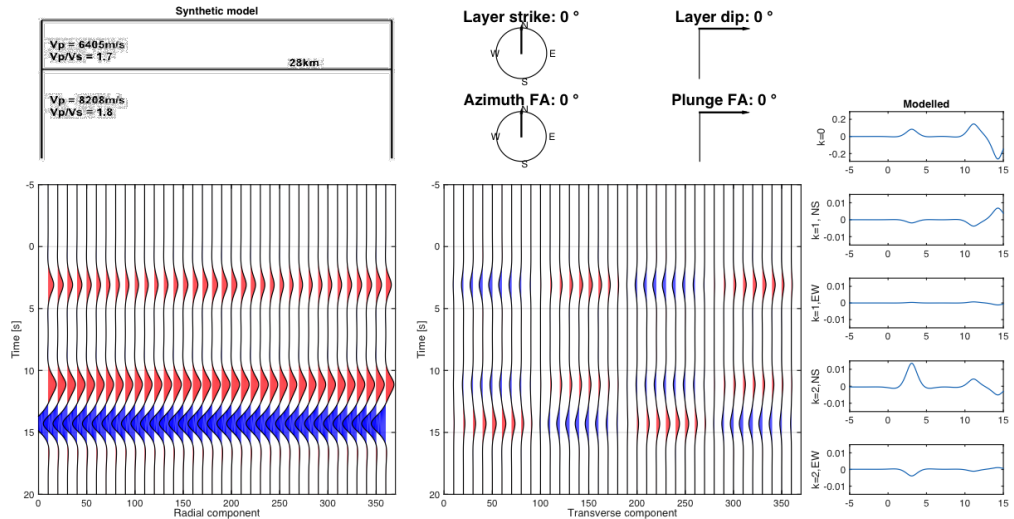 Synthetic model
Vp = 6405m/s
Vp/Vs = 1.7
28km
Vp = 8208m/s
Vp/Vs = 1.8
Layer strike: 0 °
N
W
E
S
Layer dip: 0 °
Azimuth FA: 0 °
N
W
E
S
Plunge FA: 0 °
-5
0
5
10
15
20
Time [s]
0 50 100 150 200 250 300 350
Radial component
-5
0
5
10
15
20
Time [s]
0 50 100 150 200 250 300 350
Transverse component
Modelled
k=0
0.2
0
-0.2
-5 0 5 10 15
k=1, NS
0.01
0
-0.01
-5 0 5 10 15
k=1,EW
0.01
0
-0.01
-5 0 5 10 15
k=2,NS
0.01
0
-0.01
-5 0 5 10 15
k=2,EW
0.01
0
-0.01
-5 0 5 10 15